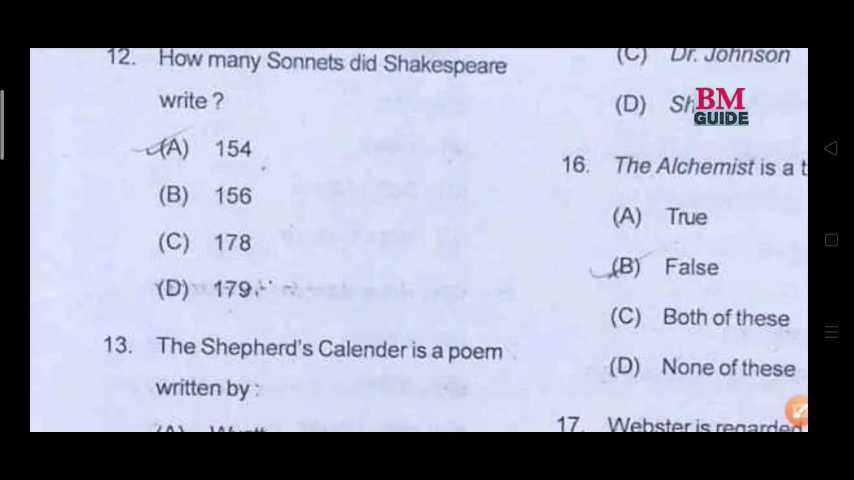 12. How many Sonnets did Shakespeare
write ?
(A) 154
(B) 156
(C) 178
(D) 179
13. The Shepherd's Calender is a poem
written by :
(A) Wyatt
(C) Dr. Johnson
(D) Sh
BM
GUIDE
16. The Alchemist is a t
(A) True
(B) False
(C) Both of these
(D) None of these
17. Webster is regarded